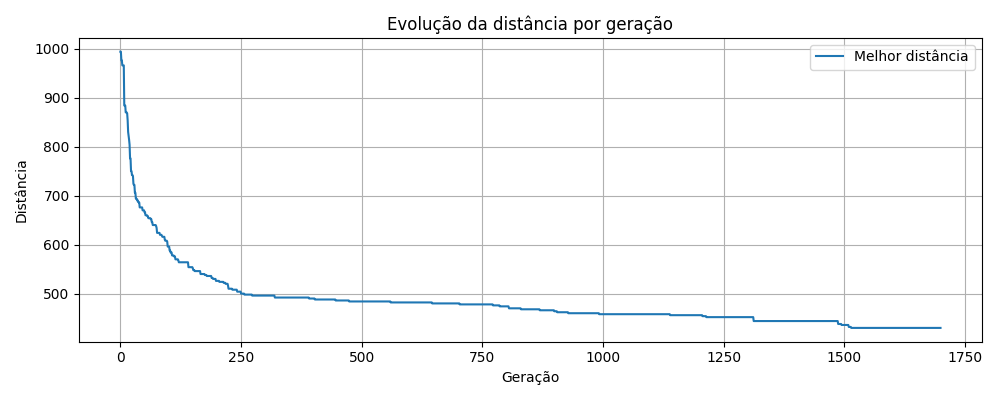 Evolução da distância por geração
Melhor distância
1000
900
800
700
600
500
Distância
0 250 500 750 1000 1250 1500 1750
Geração